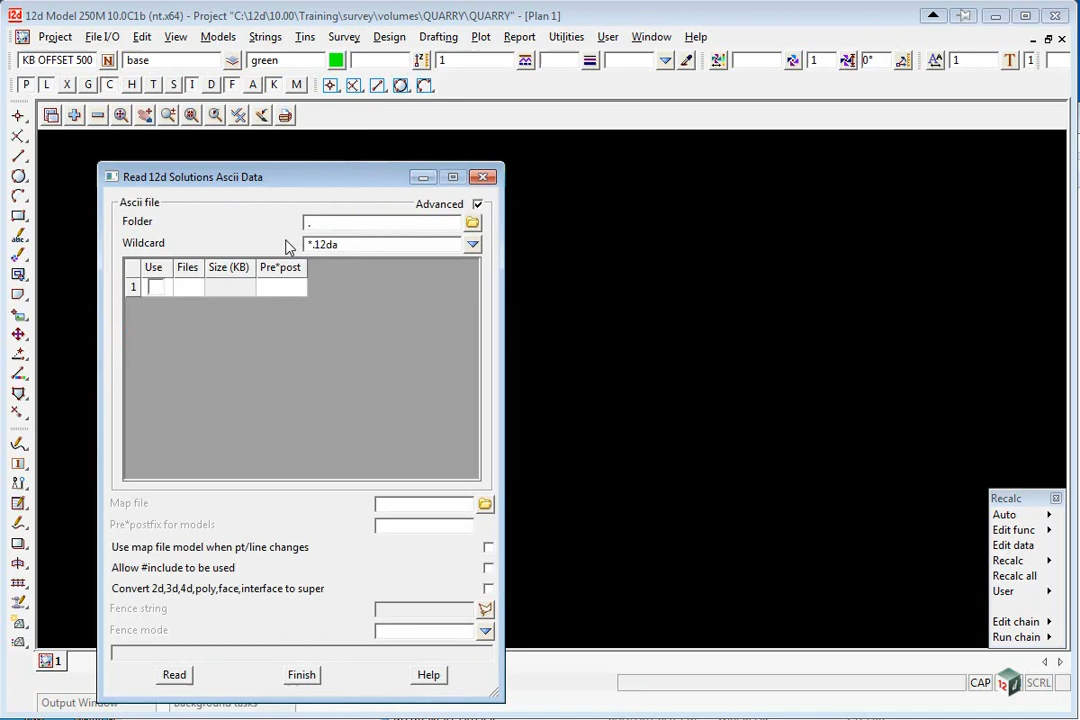 12d Model 250M 10.0C1b (nt.x64) - Project "C:\12d\10.00\Training\survey\volumes\QUARRY\QUARRY" - [Plan 1]
Project File I/O Edit View Models Strings Tins Survey Design Drafting Plot Report Utilities User Window Help
KB OFFSET 500 N base green 1 1 0° 1 T 1
P L X G C H T S I D F A K M
Read 12d Solutions Ascii Data
Ascii file
Advanced
Folder .
Wildcard *.12da
Use Files Size (KB) Pre*post
1
Map file
Pre*postfix for models
Use map file model when pt/line changes
Allow #include to be used
Convert 2d,3d,4d,poly,face,interface to super
Fence string
Fence mode
Read Finish Help
Recalc
Auto
Edit func
Edit data
Recalc
Recalc all
User
Edit chain
Run chain
1
CAP 12 SCRL
Output Window background tasks